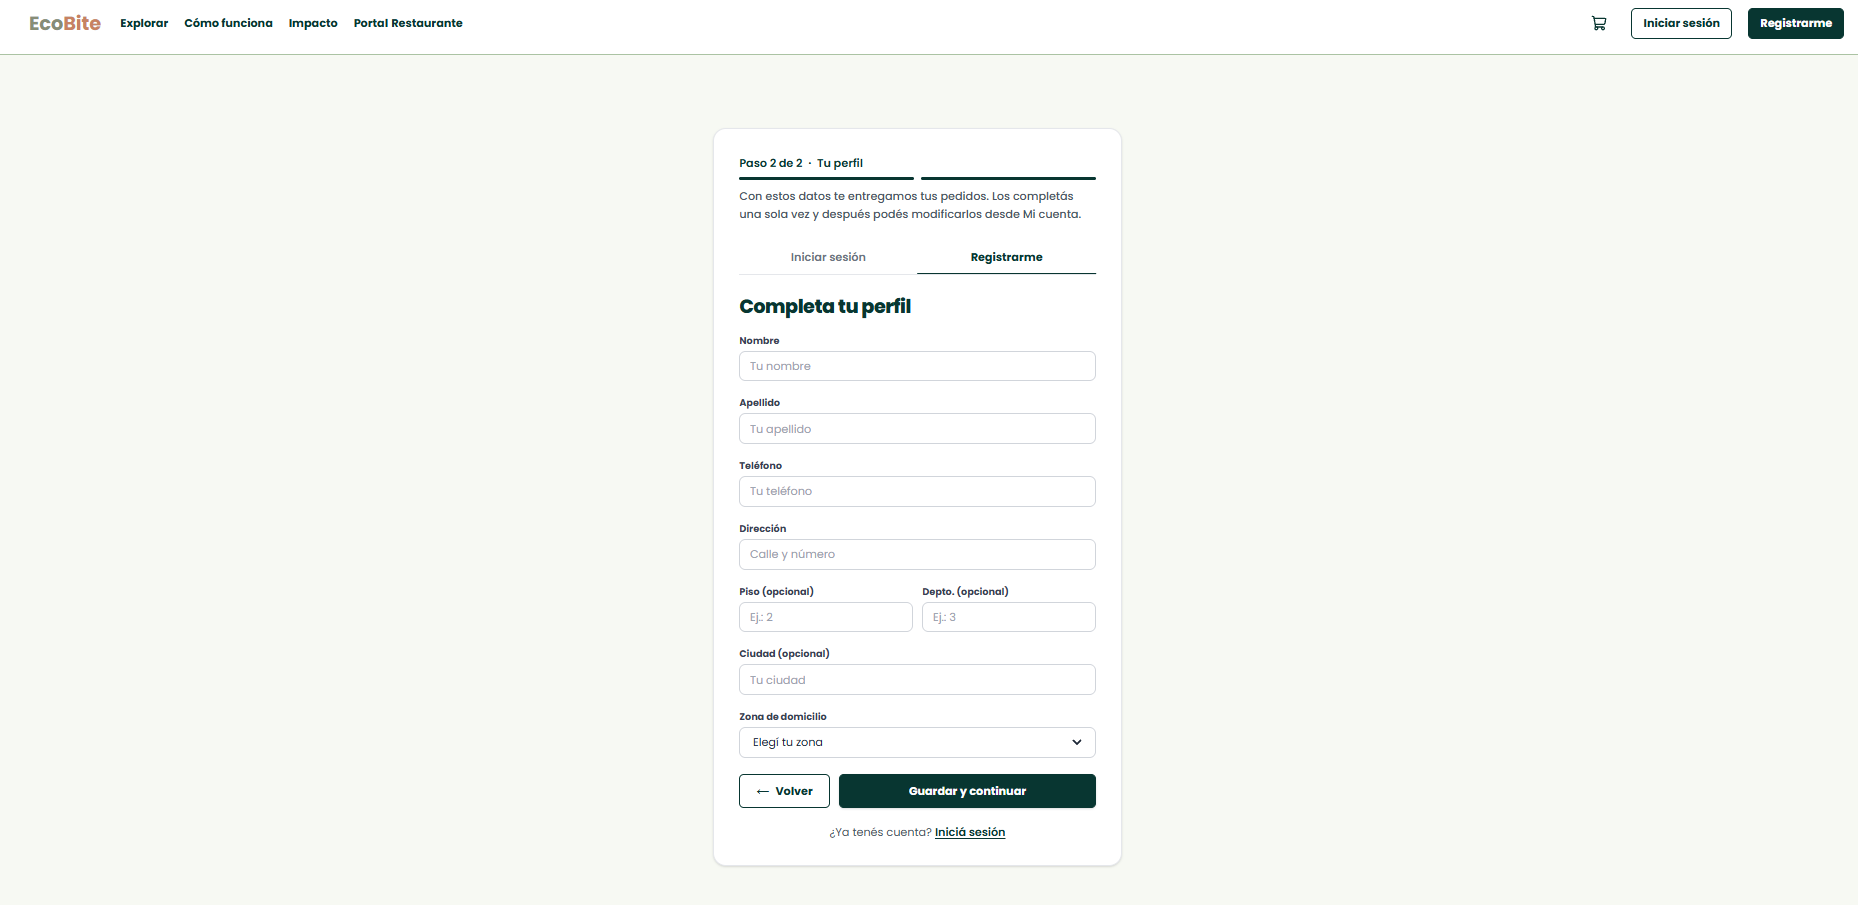 EcoBite Explorar Cómo funciona Impacto Portal Restaurante Iniciar sesión Registrarme
Paso 2 de 2 · Tu perfil
Con estos datos te entregamos tus pedidos. Los completás
una sola vez y después podés modificarlos desde Mi cuenta.
Iniciar sesión Registrarme
Completa tu perfil
Nombre
Tu nombre
Apellido
Tu apellido
Teléfono
Tu teléfono
Dirección
Calle y número
Piso (opcional) Depto. (opcional)
Ej.: 2 Ej.: 3
Ciudad (opcional)
Tu ciudad
Zona de domicilio
Elegí tu zona
← Volver Guardar y continuar
¿Ya tenés cuenta? Iniciá sesión